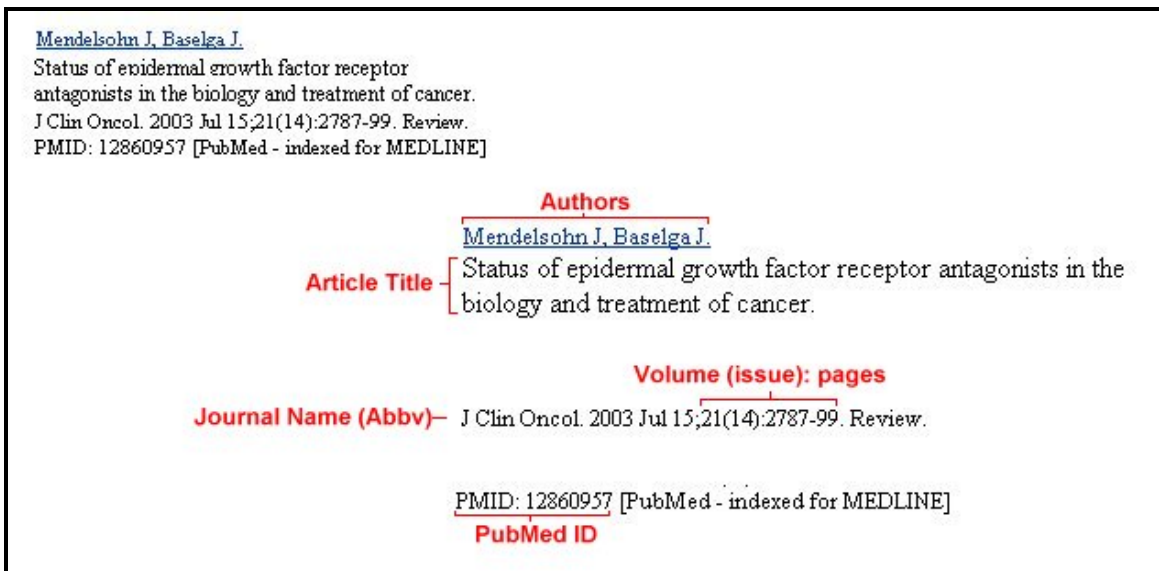 Mendelsohn J, Baselga J.
Status of epidermal growth factor receptor
antagonists in the biology and treatment of cancer.
J Clin Oncol. 2003 Jul 15;21(14):2787-99. Review.
PMID: 12860957 [PubMed - indexed for MEDLINE]
Authors
Mendelsohn J, Baselga J.
Article Title
Status of epidermal growth factor receptor antagonists in the
biology and treatment of cancer.
Volume (issue): pages
Journal Name (Abbv)
J Clin Oncol. 2003 Jul 15;21(14):2787-99. Review.
PMID: 12860957 [PubMed - indexed for MEDLINE]
PubMed ID